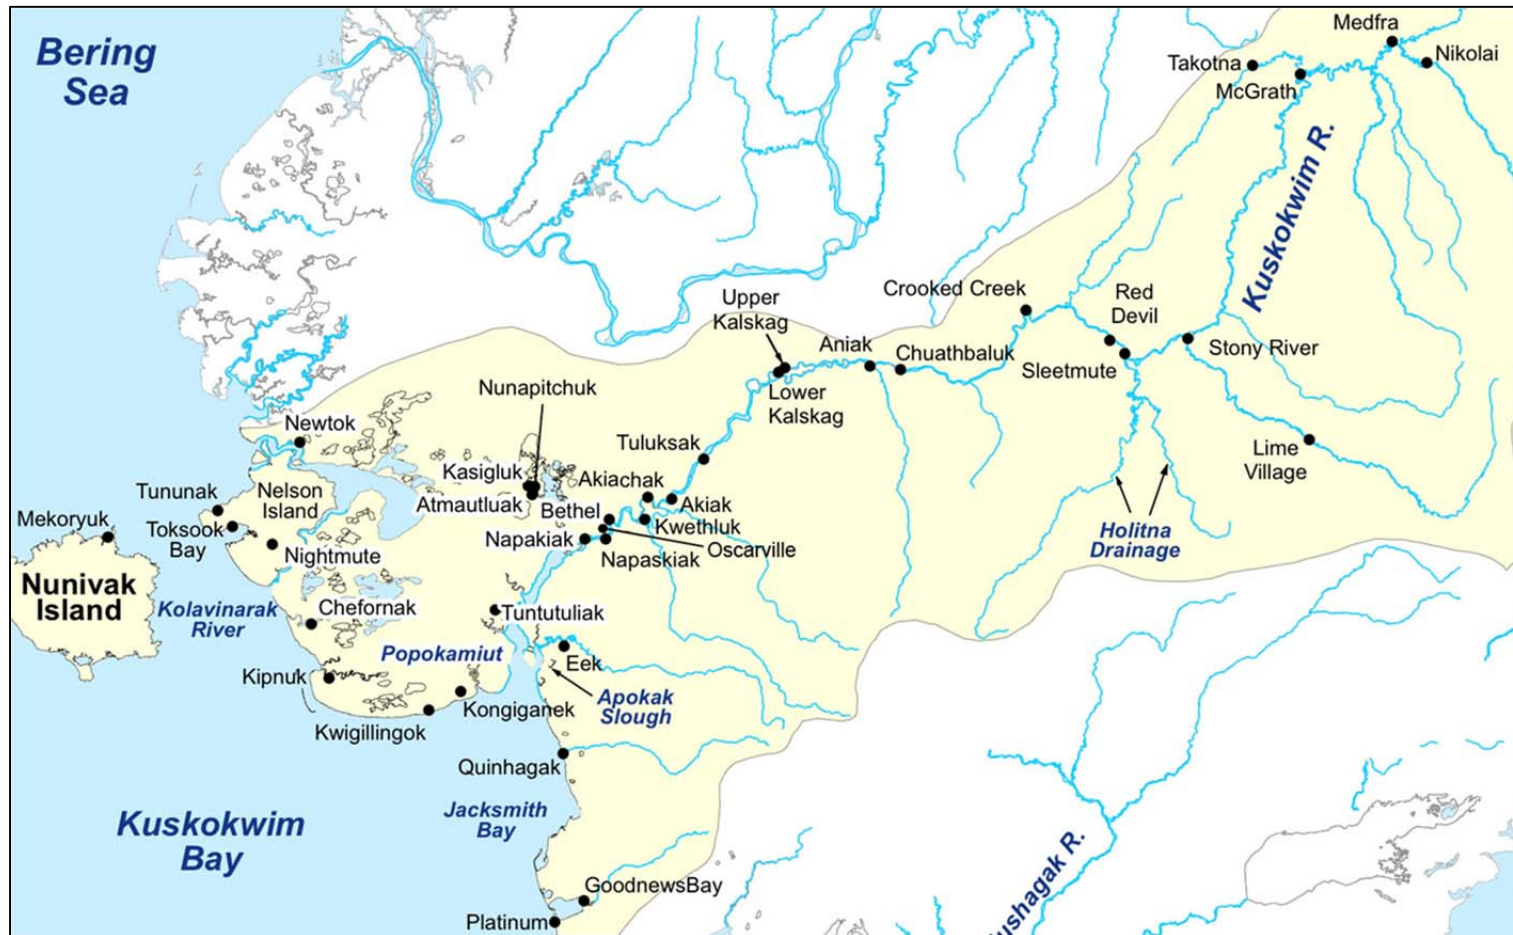 Bering
Sea
Medfra
Nikolai
Takotna
McGrath
Kuskokwim R.
Crooked Creek
Red
Devil
Upper
Kalskag
Aniak
Chuathbaluk
Sleetmute
Stony River
Lower
Kalskag
Nunapitchuk
Newtok
Tuluksak
Lime
Village
Kasigluk
Akiachak
Tununak
Nelson
Island
Atmautluak
Bethel
Akiak
Mekoryuk
Toksook
Bay
Kwethluk
Holitna
Drainage
Napakiak
Oscarville
Nightmute
Napaskiak
Nunivak
Island
Kolavinarak
River
Chefornak
Tuntutuliak
Popokamiut
Eek
Kipnuk
Apokak
Slough
Kongiganek
Kwigillingok
Quinhagak
Jacksmith
Bay
Kuskokwim
Bay
GoodnewsBay
Platinum
ushagak R.